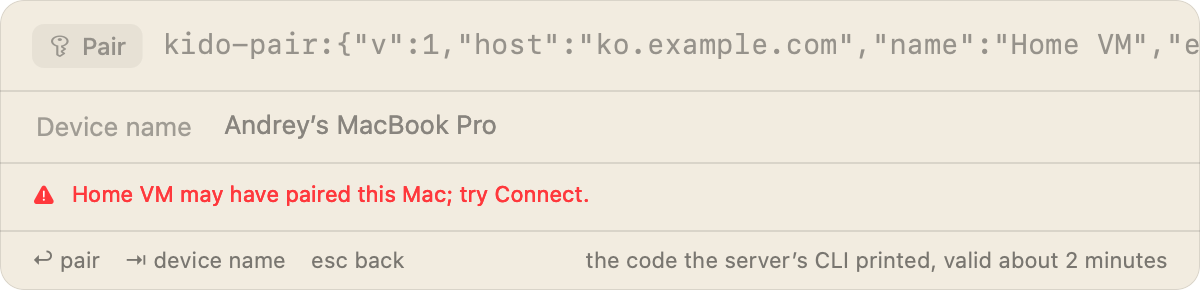 Pair kido-pair:{"v":1,"host":"ko.example.com","name":"Home VM","e
Device name Andrey’s MacBook Pro
Home VM may have paired this Mac; try Connect.
↩ pair ⇥ device name esc back the code the server’s CLI printed, valid about 2 minutes